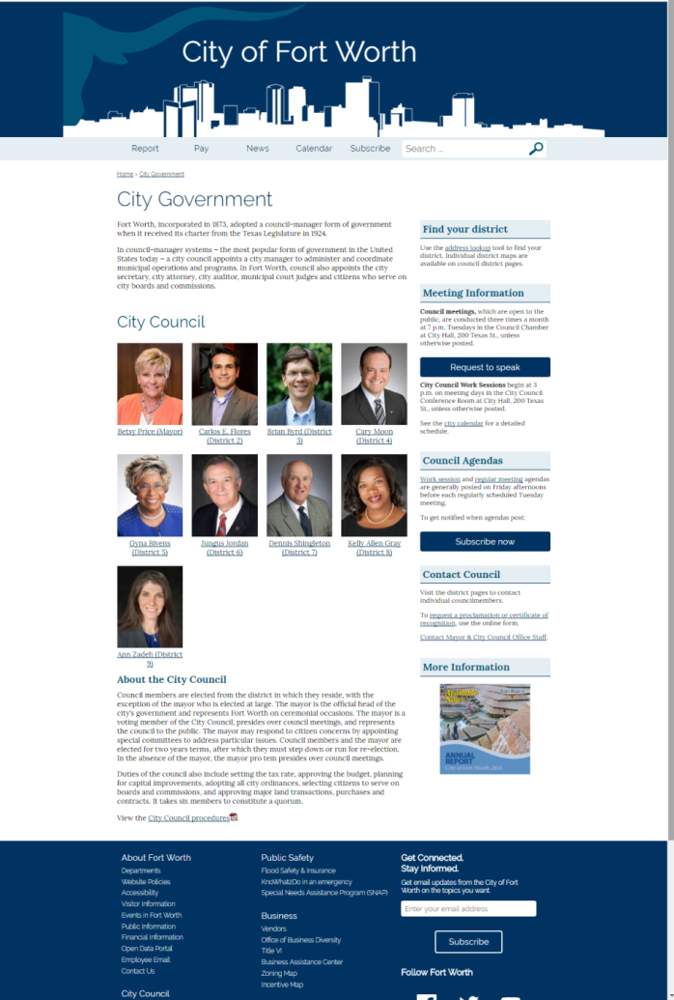 City of Fort Worth
Report
Pay
News
Calendar
Subscribe
Search ...
Home » City Government
City Government
Fort Worth, incorporated in 1873, adopted a council-manager form of government
when it received its charter from the Texas Legislature in 1924.
In council-manager systems – the most popular form of government in the United
States today – a city council appoints a city manager to administer and coordinate
municipal operations and programs. In Fort Worth, council also appoints the city
secretary, city attorney, city auditor, municipal court judges and citizens who serve on
city boards and commissions.
City Council
Betsy Price (Mayor)
Carlos E. Flores
(District 2)
Brian Byrd (District
3)
Cary Moon
(District 4)
Gyna Bivens
(District 5)
Jungus Jordan
(District 6)
Dennis Shingleton
(District 7)
Kelly Allen Gray
(District 8)
Ann Zadeh (District
9)
About the City Council
Council members are elected from the district in which they reside, with the
exception of the mayor who is elected at large. The mayor is the official head of the
city's government and represents Fort Worth on ceremonial occasions. The mayor is a
voting member of the City Council, presides over council meetings, and represents
the council to the public. The mayor may respond to citizen concerns by appointing
special committees to address particular issues. Council members and the mayor are
elected for two years terms, after which they must step down or run for re-election.
In the absence of the mayor, the mayor pro tem presides over council meetings.
Duties of the council also include setting the tax rate, approving the budget, planning
for capital improvements, adopting all city ordinances, selecting citizens to serve on
boards and commissions, and approving major land transactions, purchases and
contracts. It takes six members to constitute a quorum.
View the City Council procedures.
Find your district
Use the address lookup tool to find your
district. Individual district maps are
available on council district pages.
Meeting Information
Council meetings, which are open to the
public, are conducted three times a month
at 7 p.m. Tuesdays in the Council Chamber
at City Hall, 200 Texas St., unless
otherwise posted.
Request to speak
City Council Work Sessions begin at 3
p.m. on meeting days in the City Council
Conference Room at City Hall, 200 Texas
St., unless otherwise posted.
See the city calendar for a detailed
schedule.
Council Agendas
Work session and regular meeting agendas
are generally posted on Friday afternoons
before each regularly scheduled Tuesday
meeting.
To get notified when agendas post:
Subscribe now
Contact Council
Visit the district pages to contact
individual councilmembers.
To request a proclamation or certificate of
recognition, use the online form.
Contact Mayor & City Council Office Staff.
More Information
Available
Now
ANNUAL
REPORT
City of Fort Worth
About Fort Worth
Departments
Website Policies
Accessibility
Visitor Information
Events in Fort Worth
Public Information
Financial Information
Open Data Portal
Employee Email
Contact Us
City Council
Public Safety
Flood Safety & Insurance
KnoWhat2Do in an emergency
Special Needs Assistance Program (SNAP)
Business
Vendors
Office of Business Diversity
Title VI
Business Assistance Center
Zoning Map
Incentive Map
Get Connected.
Stay Informed.
Get email updates from the City of Fort
Worth on the topics you want.
Enter your email address
Subscribe
Follow Fort Worth